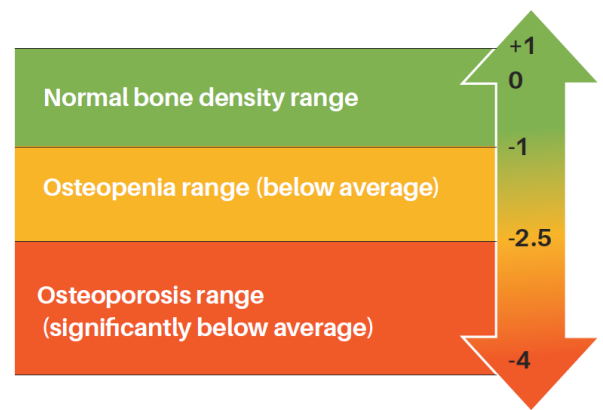 +1
0
Normal bone density range
-1
Osteopenia range (below average)
-2.5
Osteoporosis range
(significantly below average)
-4